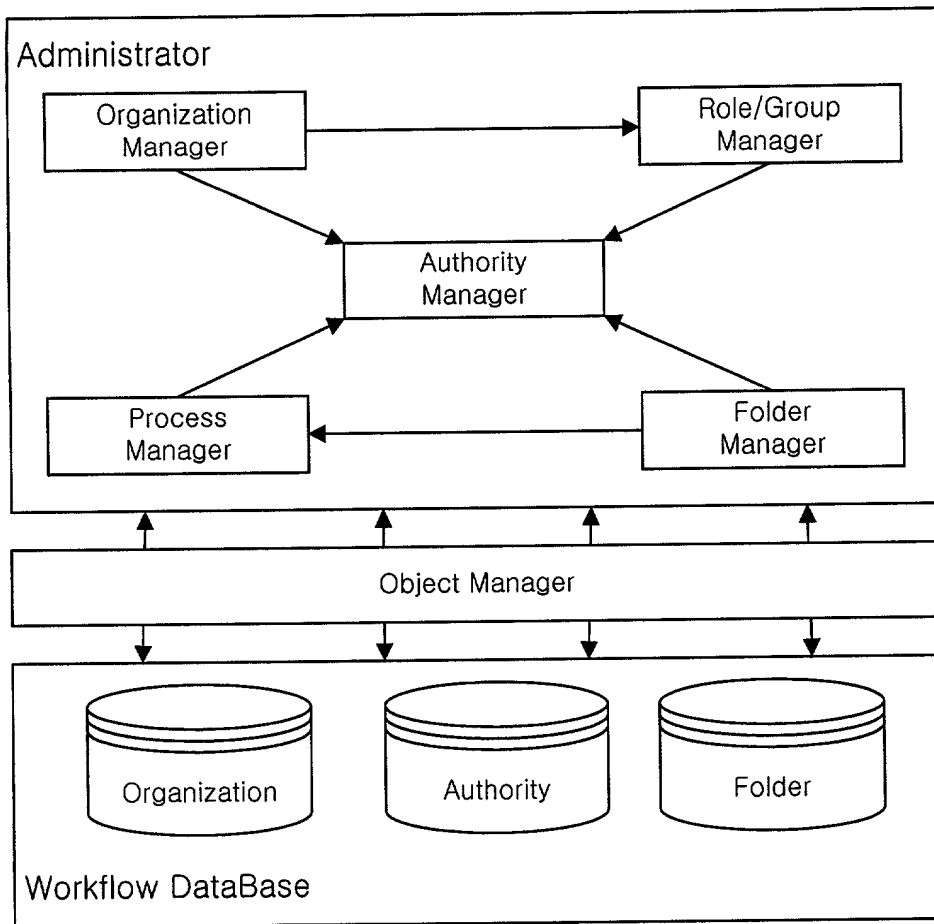 Administrator
Organization
Manager
Role/Group
Manager
Authority
Manager
Process
Manager
Folder
Manager
Object Manager
Organization
Authority
Folder
Workflow DataBase